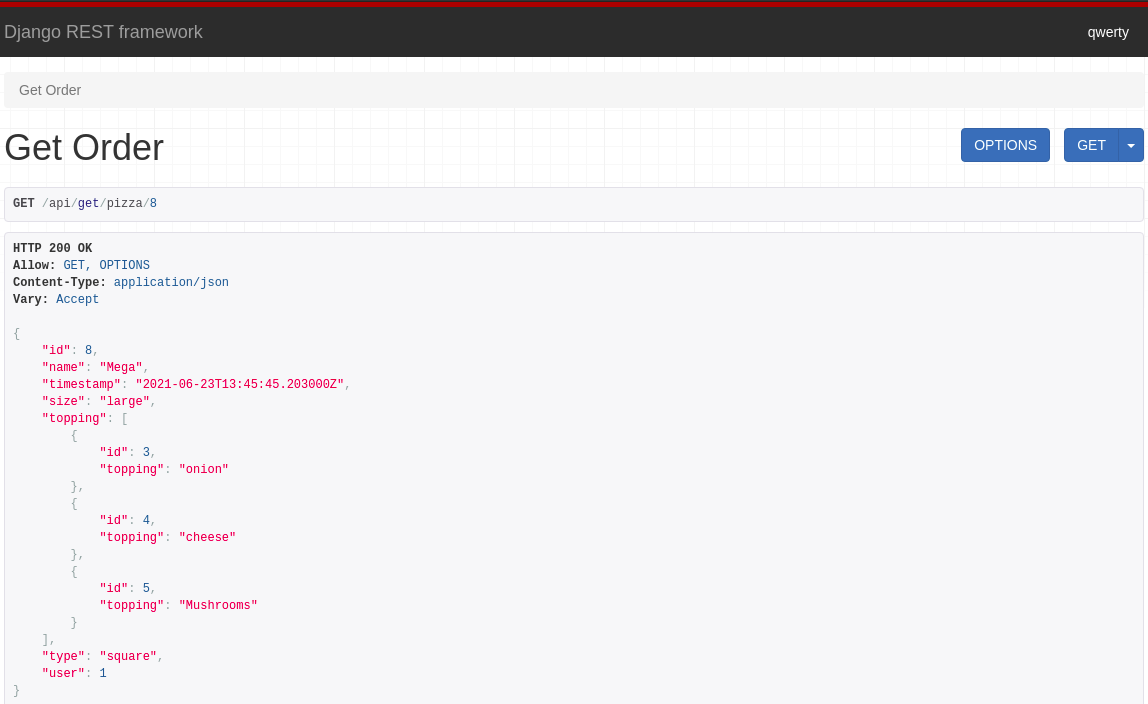 Django REST framework
qwerty
Get Order
Get Order
OPTIONS
GET
GET /api/get/pizza/8
HTTP 200 OK
Allow: GET, OPTIONS
Content-Type: application/json
Vary: Accept
{
    "id": 8,
    "name": "Mega",
    "timestamp": "2021-06-23T13:45:45.203000Z",
    "size": "large",
    "topping": [
        {
            "id": 3,
            "topping": "onion"
        },
        {
            "id": 4,
            "topping": "cheese"
        },
        {
            "id": 5,
            "topping": "Mushrooms"
        }
    ],
    "type": "square",
    "user": 1
}